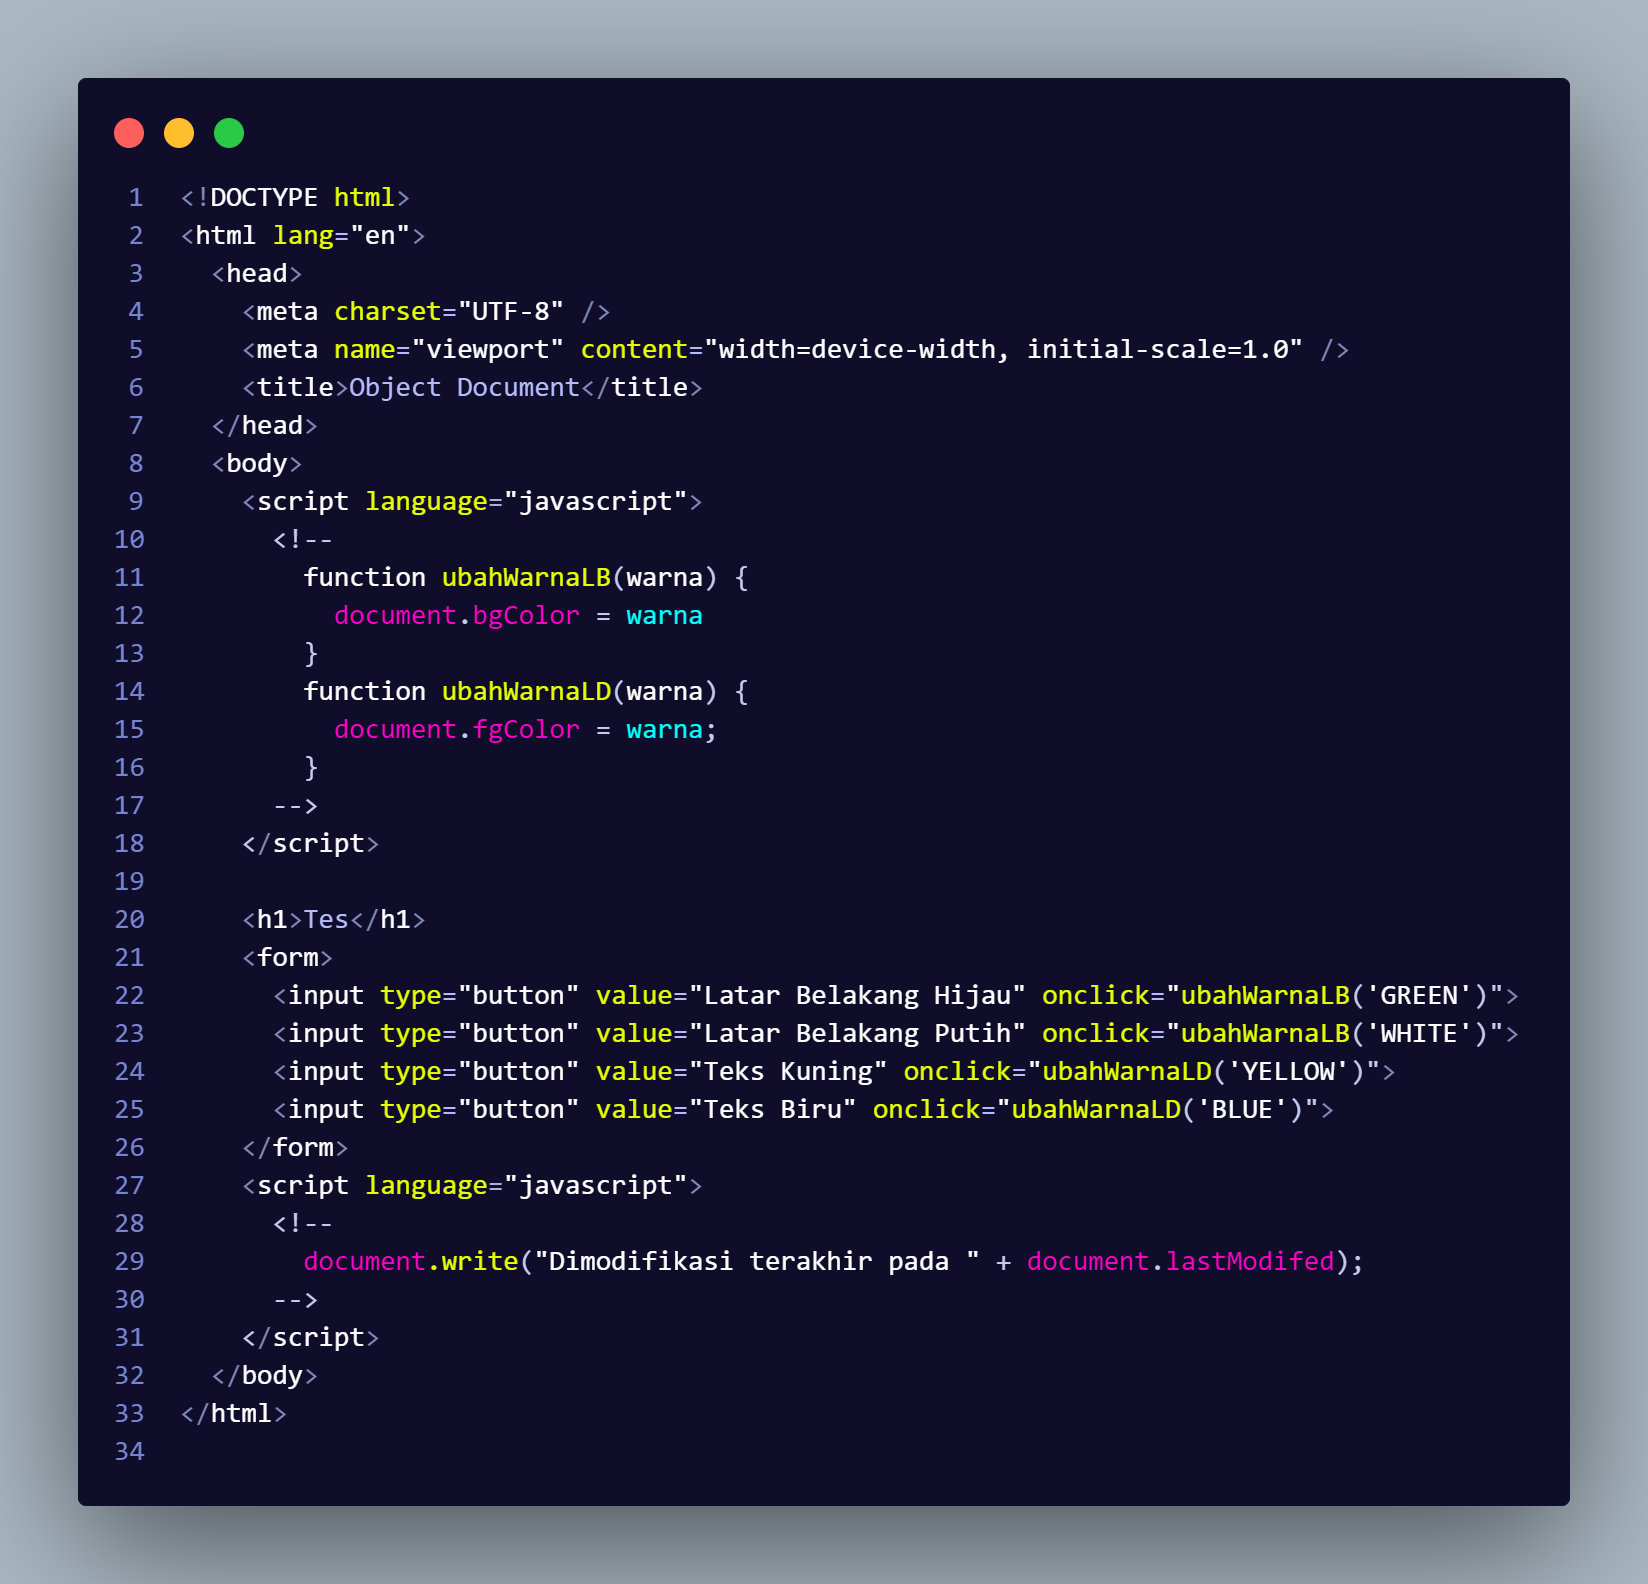 1 <!DOCTYPE html>
2 <html lang="en">
3   <head>
4     <meta charset="UTF-8" />
5     <meta name="viewport" content="width=device-width, initial-scale=1.0" />
6     <title>Object Document</title>
7   </head>
8   <body>
9     <script language="javascript">
10       <!--
11         function ubahWarnaLB(warna) {
12           document.bgColor = warna
13         }
14         function ubahWarnaLD(warna) {
15           document.fgColor = warna;
16         }
17       -->
18     </script>
19
20     <h1>Tes</h1>
21     <form>
22       <input type="button" value="Latar Belakang Hijau" onclick="ubahWarnaLB('GREEN')">
23       <input type="button" value="Latar Belakang Putih" onclick="ubahWarnaLB('WHITE')">
24       <input type="button" value="Teks Kuning" onclick="ubahWarnaLD('YELLOW')">
25       <input type="button" value="Teks Biru" onclick="ubahWarnaLD('BLUE')">
26     </form>
27     <script language="javascript">
28       <!--
29         document.write("Dimodifikasi terakhir pada " + document.lastModifed);
30       -->
31     </script>
32   </body>
33 </html>
34